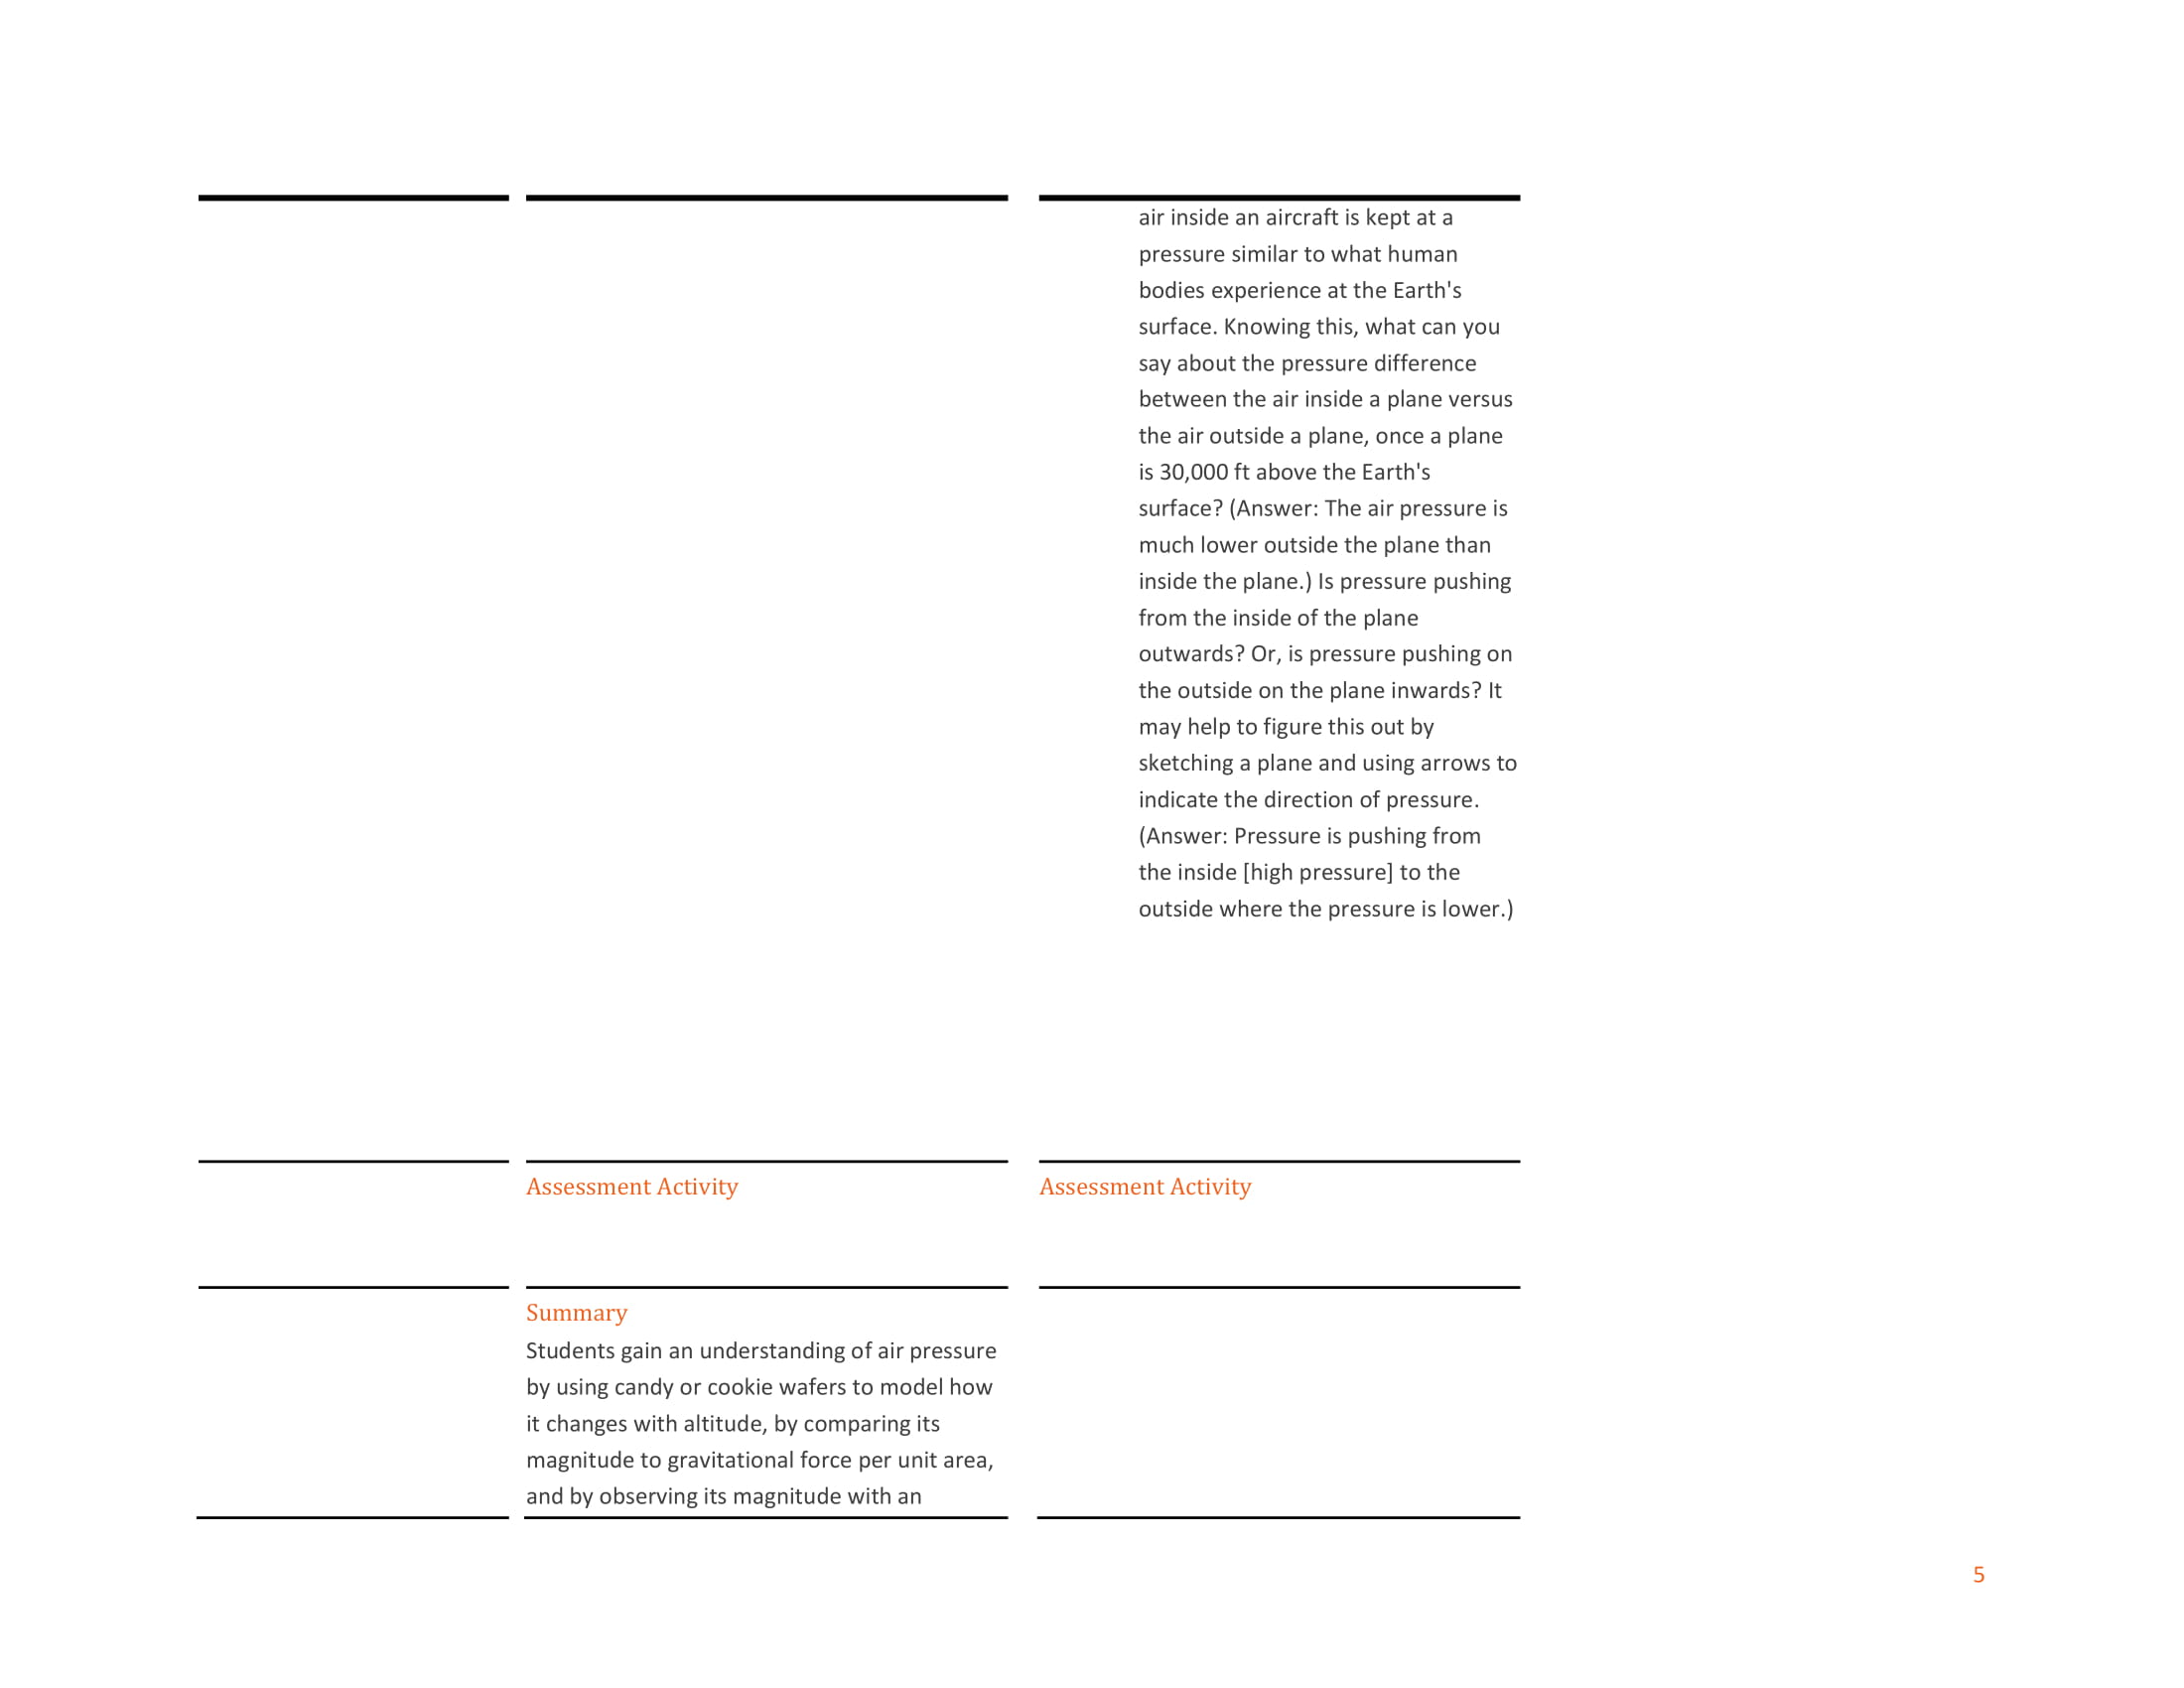 air inside an aircraft is kept at a
pressure similar to what human
bodies experience at the Earth's
surface. Knowing this, what can you
say about the pressure difference
between the air inside a plane versus
the air outside a plane, once a plane
is 30,000 ft above the Earth's
surface? (Answer: The air pressure is
much lower outside the plane than
inside the plane.) Is pressure pushing
from the inside of the plane
outwards? Or, is pressure pushing on
the outside on the plane inwards? It
may help to figure this out by
sketching a plane and using arrows to
indicate the direction of pressure.
(Answer: Pressure is pushing from
the inside [high pressure] to the
outside where the pressure is lower.)
Assessment Activity
Assessment Activity
Summary
Students gain an understanding of air pressure
by using candy or cookie wafers to model how
it changes with altitude, by comparing its
magnitude to gravitational force per unit area,
and by observing its magnitude with an
5